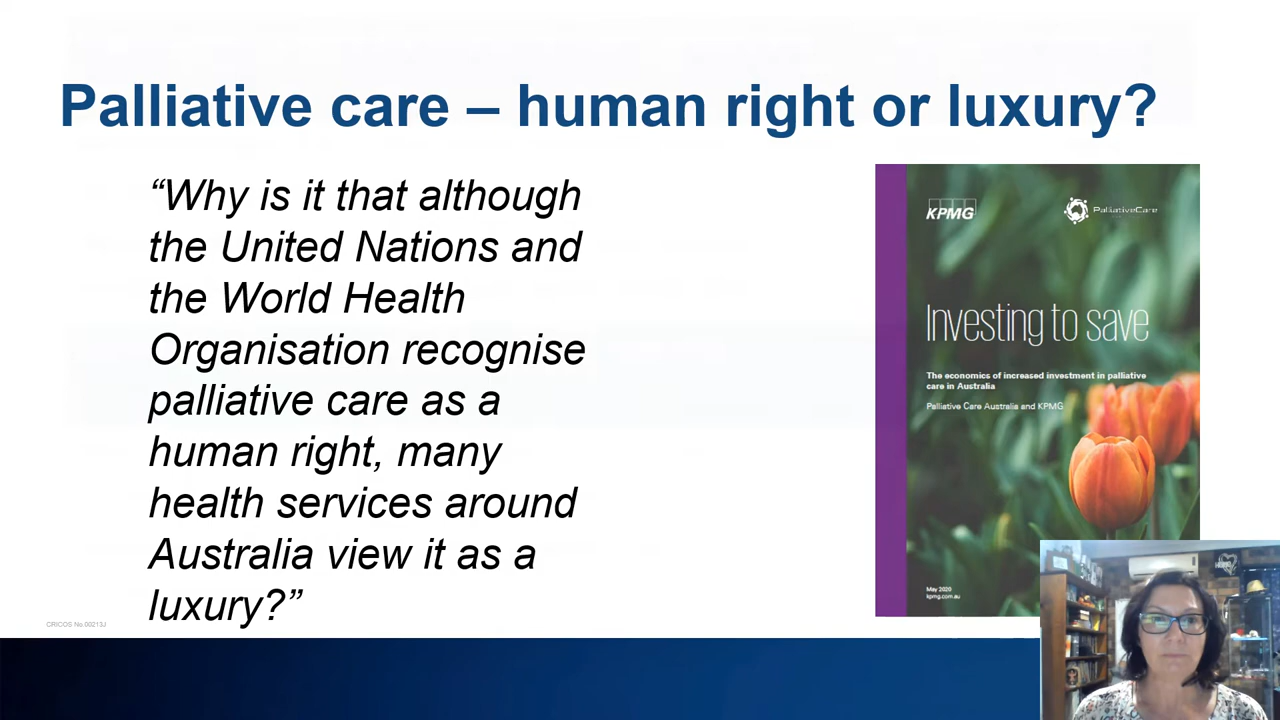 Palliative care – human right or luxury?
“Why is it that although
the United Nations and
the World Health
Organisation recognise
palliative care as a
human right, many
health services around
Australia view it as a
luxury?”
KPMG
PalliativeCare
Investing to save
The economics of increased investment in palliative
care in Australia
Palliative Care Australia and KPMG
May 2020
kpmg.com.au
CRICOS No.00213J